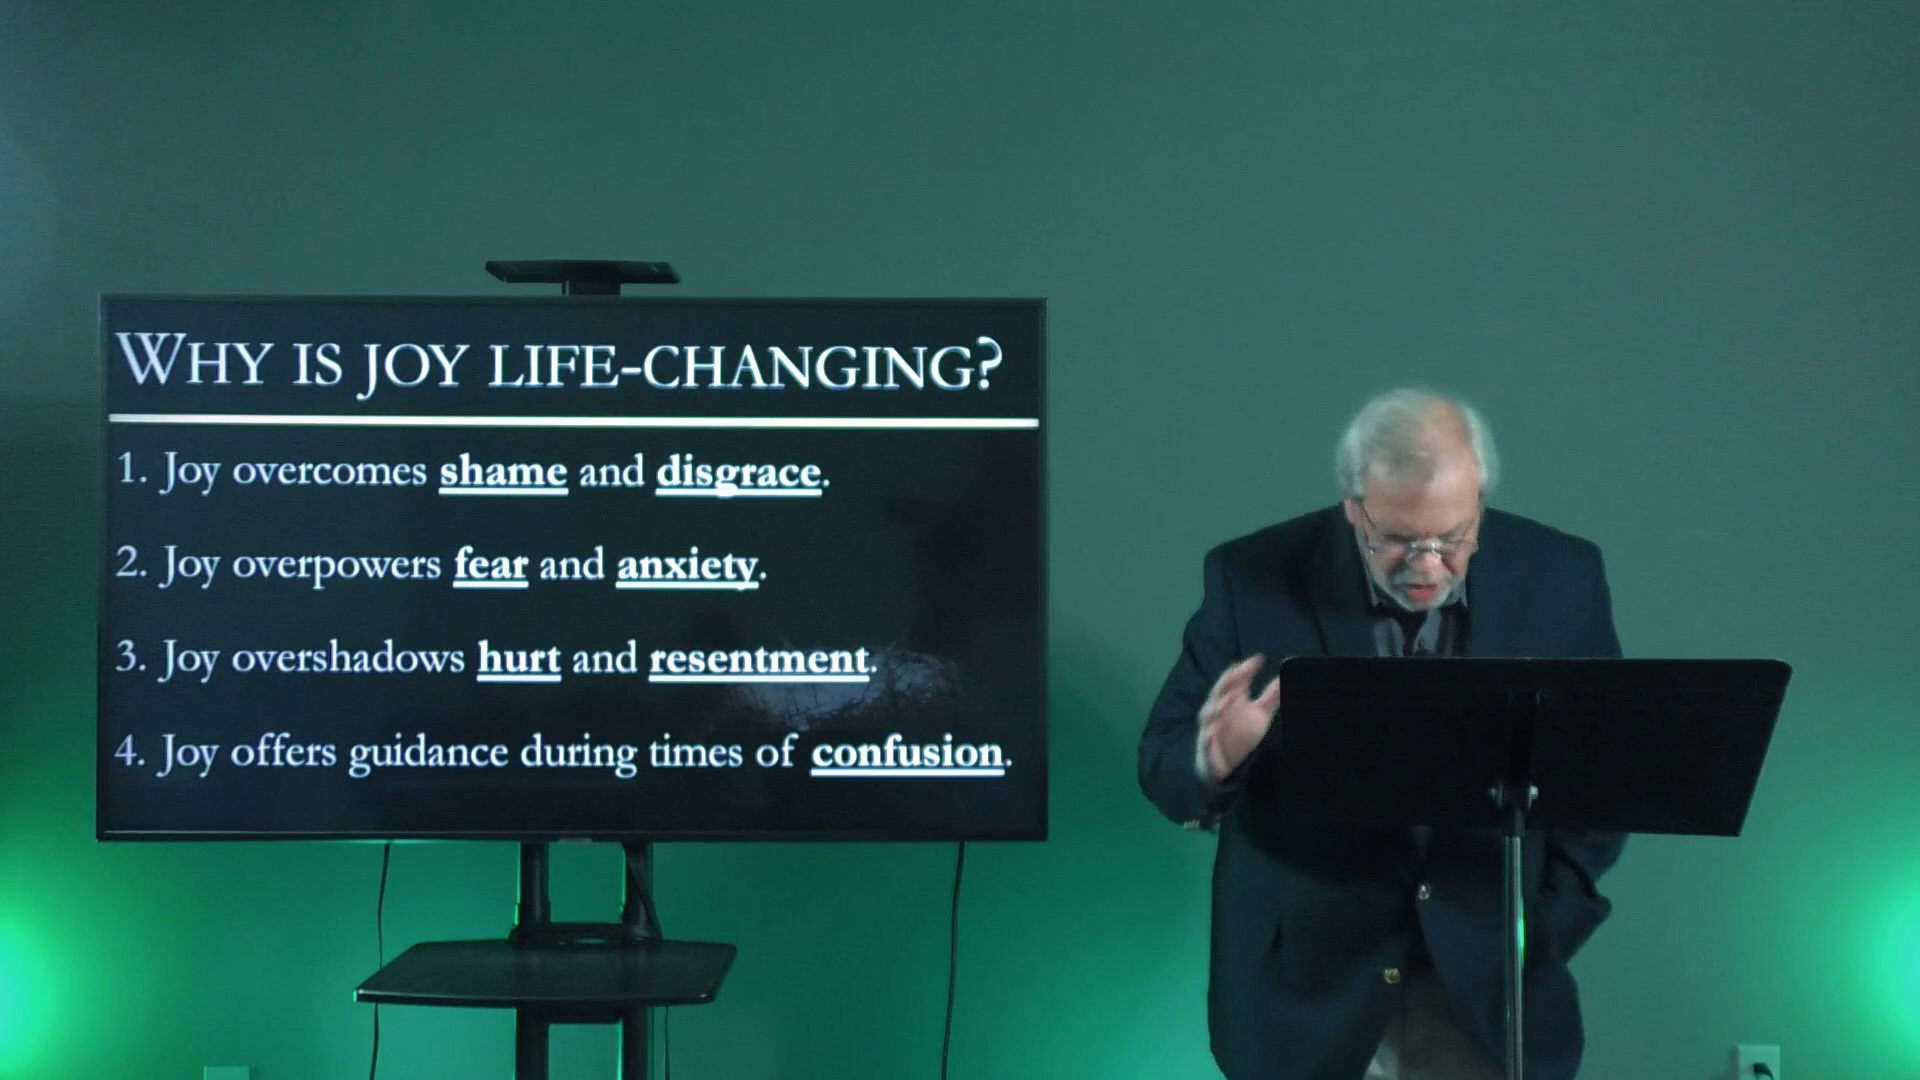 WHY IS JOY LIFE-CHANGING?
1. Joy overcomes shame and disgrace.
2. Joy overpowers fear and anxiety.
3. Joy overshadows hurt and resentment.
4. Joy offers guidance during times of confusion.